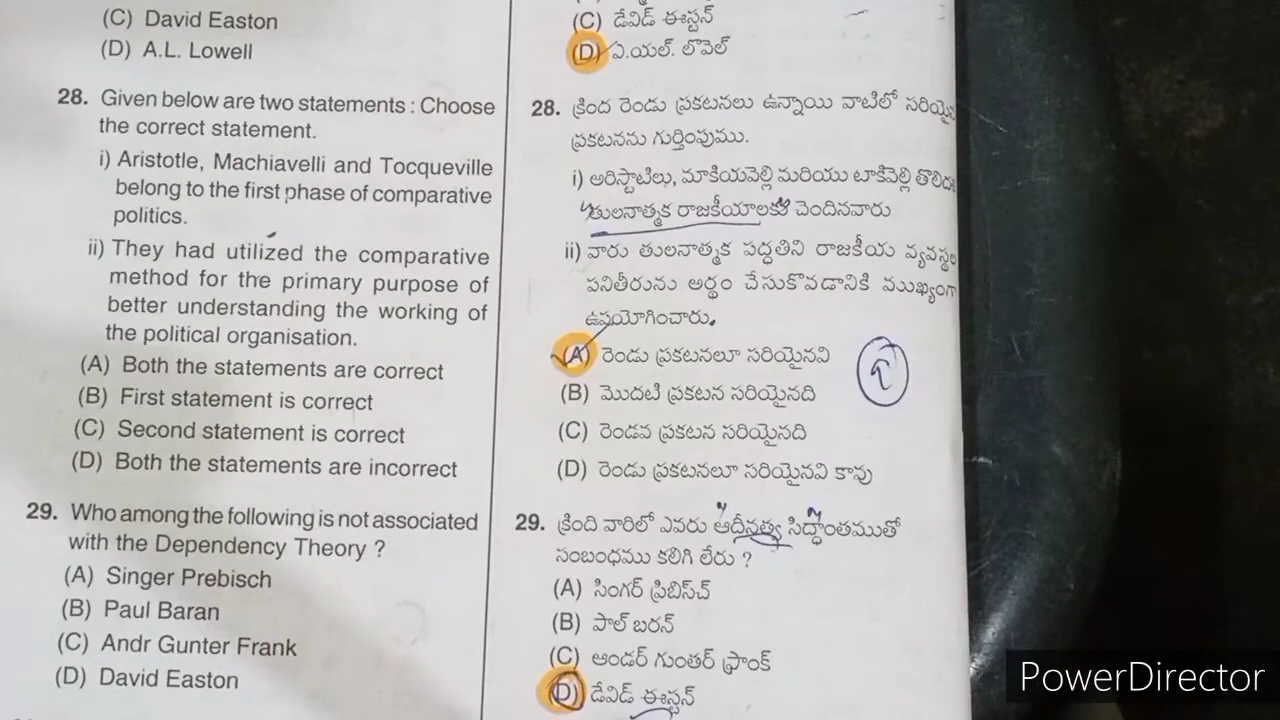 (C) David Easton
(D) A.L. Lowell
28. Given below are two statements : Choose
the correct statement.
i) Aristotle, Machiavelli and Tocqueville
belong to the first phase of comparative
politics.
ii) They had utilized the comparative
method for the primary purpose of
better understanding the working of
the political organisation.
(A) Both the statements are correct
(B) First statement is correct
(C) Second statement is correct
(D) Both the statements are incorrect
29. Who among the following is not associated
with the Dependency Theory ?
(A) Singer Prebisch
(B) Paul Baran
(C) Andr Gunter Frank
(D) David Easton
(C) డేవిడ్ ఈస్టన్
(D) ఏ.యల్. లొవెల్
28. క్రింద రెండు ప్రకటనలు ఉన్నాయి వాటిలో సరియైన
ప్రకటనను గుర్తింపుము.
i) అరిస్టాటిలు, మాకియవెల్లి మరియు టాకివెల్లి
తులనాత్మక రాజకీయాలకు చెందినవారు
ii) వారు తులనాత్మక పద్ధతిని రాజకీయ వ్యవస్థల
పనితీరును అర్థం చేసుకొవడానికి ముఖ్యంగా
ఉపయోగించారు.
(A) రెండు ప్రకటనలూ సరియైనవి
(B) మొదటి ప్రకటన సరియైనది
(C) రెండవ ప్రకటన సరియైనది
(D) రెండు ప్రకటనలూ సరియైనవి కావు
29. క్రింది వారిలో ఎవరు ఆధీనత్వ సిద్ధాంతముతో
సంబంధము కలిగి లేరు ?
(A) సింగర్ ప్రిబిస్‌చ్
(B) పాల్ బరన్
(C) ఆండర్ గుంతర్ ఫ్రాంక్
(D) డేవిడ్ ఈస్టన్
PowerDirector